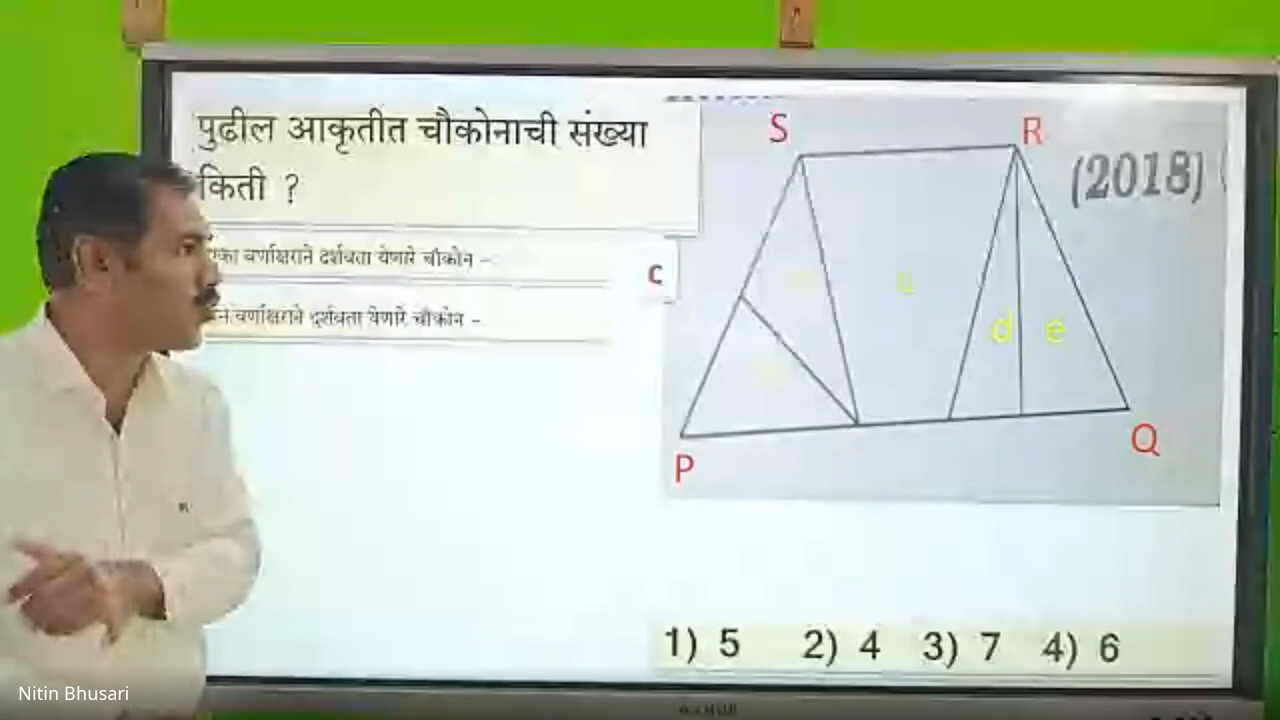 पुढील आकृतीत चौकोनाची संख्या
किती ?
वर्णाक्षराने दर्शवता येणारे चौकोन –
वर्णाक्षराने दर्शवता येणारे चौकोन –
c
S
R
(2018)
d
e
P
Q
1) 5 2) 4 3) 7 4) 6
Nitin Bhusari